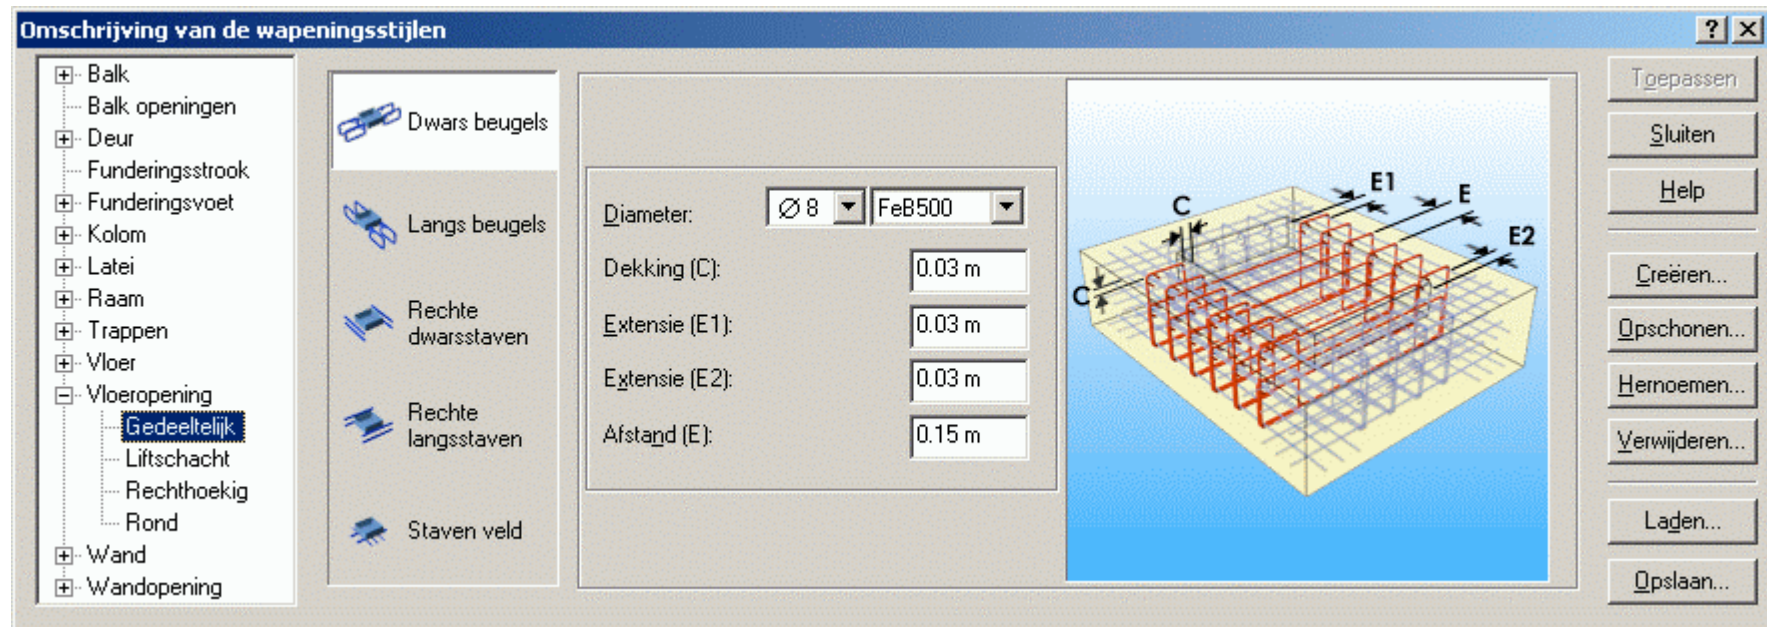 Omschrijving van de wapeningsstijlen
Balk
Balk openingen
Deur
Funderingsstrook
Funderingsvoet
Kolom
Latei
Raam
Trappen
Vloer
Vloeropening
Gedeeltelijk
Liftschacht
Rechthoekig
Rond
Wand
Wandopening
Dwars beugels
Langs beugels
Rechte
dwarsstaven
Rechte
langsstaven
Staven veld
Diameter: Ø 8 FeB500
Dekking (C): 0.03 m
Extensie (E1): 0.03 m
Extensie (E2): 0.03 m
Afstand (E): 0.15 m
E1
E
C
E2
C
Toepassen
Sluiten
Help
Creëren...
Opschonen...
Hernoemen...
Verwijderen...
Laden...
Opslaan...